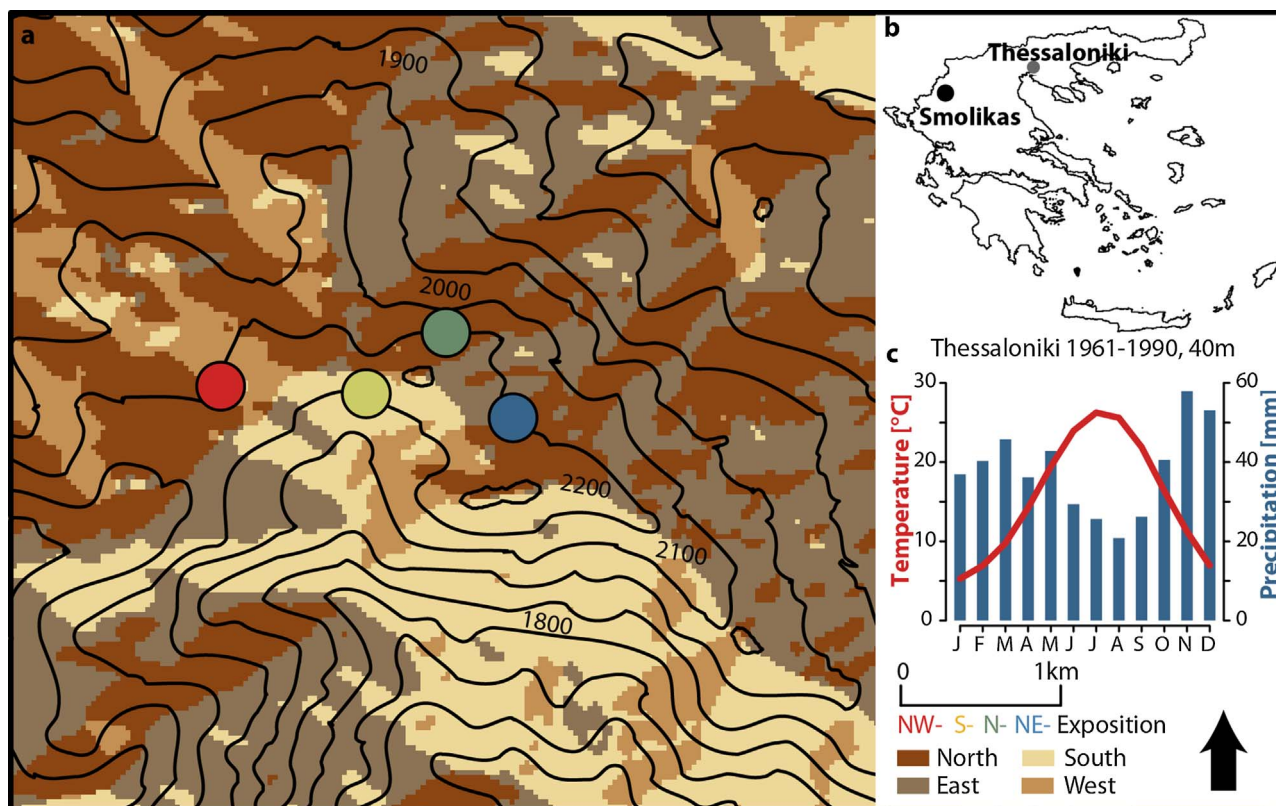 a
1900
2000
2200
2100
1800
b
Thessaloniki
Smolikas
c Thessaloniki 1961-1990, 40m
Temperature [°C]
30
20
10
0
Precipitation [mm]
60
40
20
0
J F M A M J J A S O N D
0 1km
NW- S- N- NE- Exposition
North South
East West